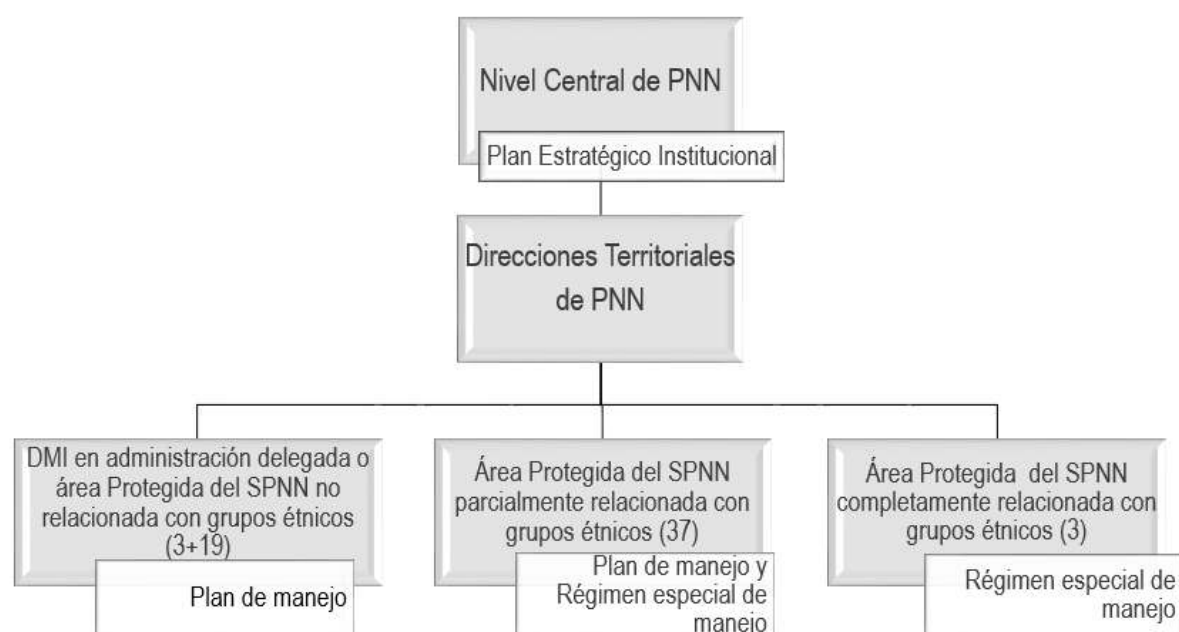 Nivel Central de PNN
Plan Estratégico Institucional
Direcciones Territoriales
de PNN
DMI en administración delegada o
área Protegida del SPNN no
relacionada con grupos étnicos
(3+19)
Plan de manejo
Área Protegida del SPNN
parcialmente relacionada con
grupos étnicos (37)
Plan de manejo y
Régimen especial de
manejo
Área Protegida del SPNN
completamente relacionada con
grupos étnicos (3)
Régimen especial de
manejo